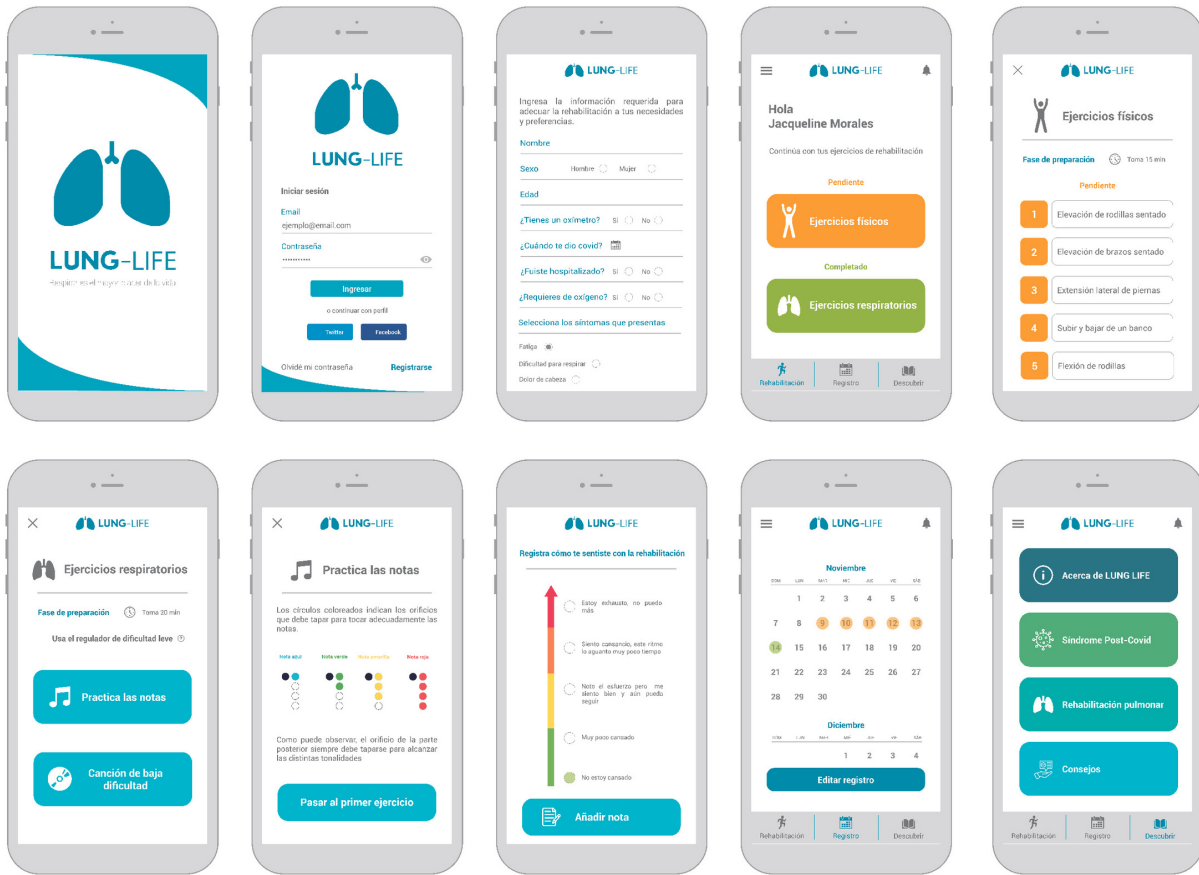 LUNG-LIFE
LUNG-LIFE
Iniciar sesión
Email
ejemplo@email.com
Contraseña
Ingresar
o continuar con perfil
Twitter Facebook
Olvidé mi contraseña Registrarse
LUNG-LIFE
Ingresa la información requerida para
adecuar la rehabilitación a tus necesidades
y preferencias.
Nombre
Sexo Hombre Mujer
Edad
¿Tienes un oxímetro? Si No
¿Cuándo te dio covid?
¿Fuiste hospitalizado? Si No
¿Requieres de oxígeno? Si No
Selecciona los síntomas que presentas
Fatiga
Dificultad para respirar
Dolor de cabeza
LUNG-LIFE
Hola
Jacqueline Morales
Continúa con tus ejercicios de rehabilitación
Pendiente
Ejercicios físicos
Completado
Ejercicios respiratorios
Rehabilitación Registro Descubrir
LUNG-LIFE
Ejercicios físicos
Fase de preparación Toma 15 min
Pendiente
1 Elevación de rodillas sentado
2 Elevación de brazos sentado
3 Extensión lateral de piernas
4 Subir y bajar de un banco
5 Flexión de rodillas
LUNG-LIFE
Ejercicios respiratorios
Fase de preparación Toma 30 min
Usa el regulador de dificultad leve ?
Practica las notas
Canción de baja
dificultad
LUNG-LIFE
Practica las notas
Los círculos coloreados indican los orificios
que debe tapar para tocar adecuadamente las
notas.
Nota azul Nota verde Nota amarilla Nota roja
Como puede observar, el orificio de la parte
posterior siempre debe taparse para alcanzar
las distintas tonalidades
Pasar al primer ejercicio
LUNG-LIFE
Registra cómo te sentiste con la rehabilitación
Estoy exhausto, no puedo
más
Siento cansancio, este ritmo
lo aguanto muy poco tiempo
Noto el esfuerzo pero me
siento bien y aún puedo
seguir
Muy poco cansado
No estoy cansado
Añadir nota
LUNG-LIFE
Noviembre
DOM LUN MAR MIE JUE VIE SÁB
1 2 3 4 5 6
7 8 9 10 11 12 13
14 15 16 17 18 19 20
21 22 23 24 25 26 27
28 29 30
Diciembre
DOM LUN MAR MIE JUE VIE SÁB
1 2 3 4
Editar registro
Rehabilitación Registro Descubrir
LUNG-LIFE
Acerca de LUNG LIFE
Síndrome Post-Covid
Rehabilitación pulmonar
Consejos
Rehabilitación Registro Descubrir